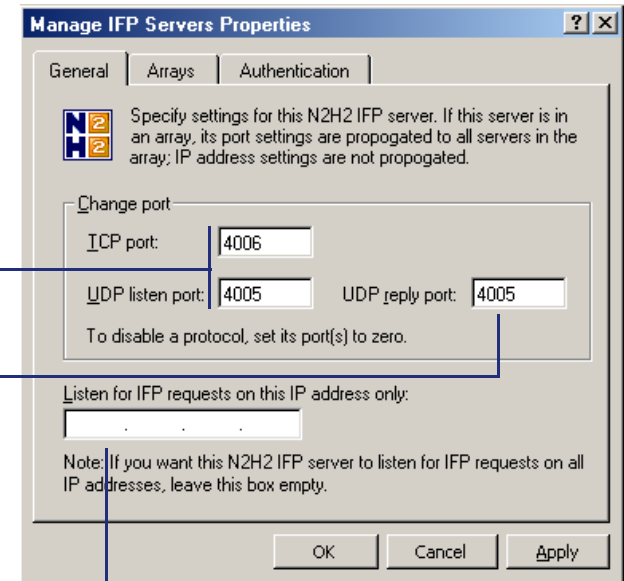 Manage IFP Servers Properties
? ×
General Arrays Authentication
N2
H2
Specify settings for this N2H2 IFP server. If this server is in
an array, its port settings are propogated to all servers in the
array; IP address settings are not propogated.
Change port
TCP port: 4006
UDP listen port: 4005 UDP reply port: 4005
To disable a protocol, set its port(s) to zero.
Listen for IFP requests on this IP address only:
. . .
Note: If you want this N2H2 IFP server to listen for IFP requests on all
IP addresses, leave this box empty.
OK Cancel Apply